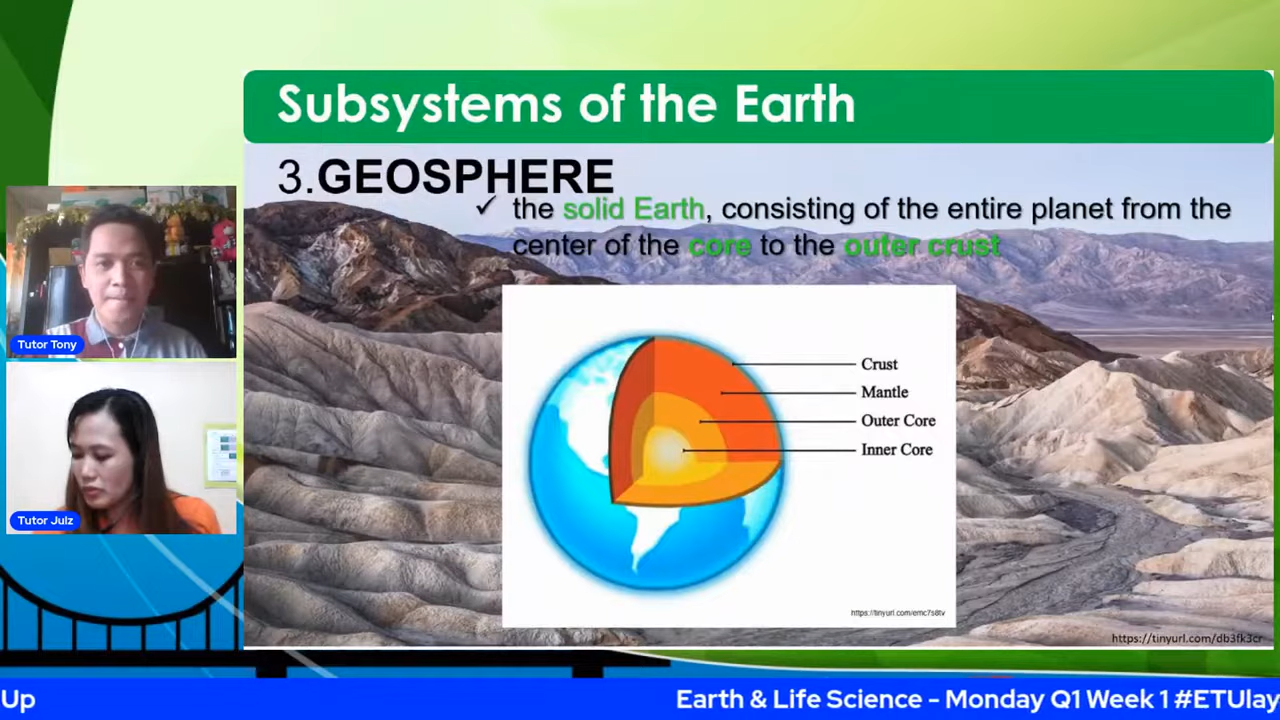 Subsystems of the Earth
3.GEOSPHERE
✓ the solid Earth, consisting of the entire planet from the
center of the core to the outer crust
Crust
Mantle
Outer Core
Inner Core
https://tinyurl.com/emc7s8tv
https://tinyurl.com/db3fk3cr
Tutor Tony
Tutor Julz
Up
Earth & Life Science - Monday Q1 Week 1 #ETUlay